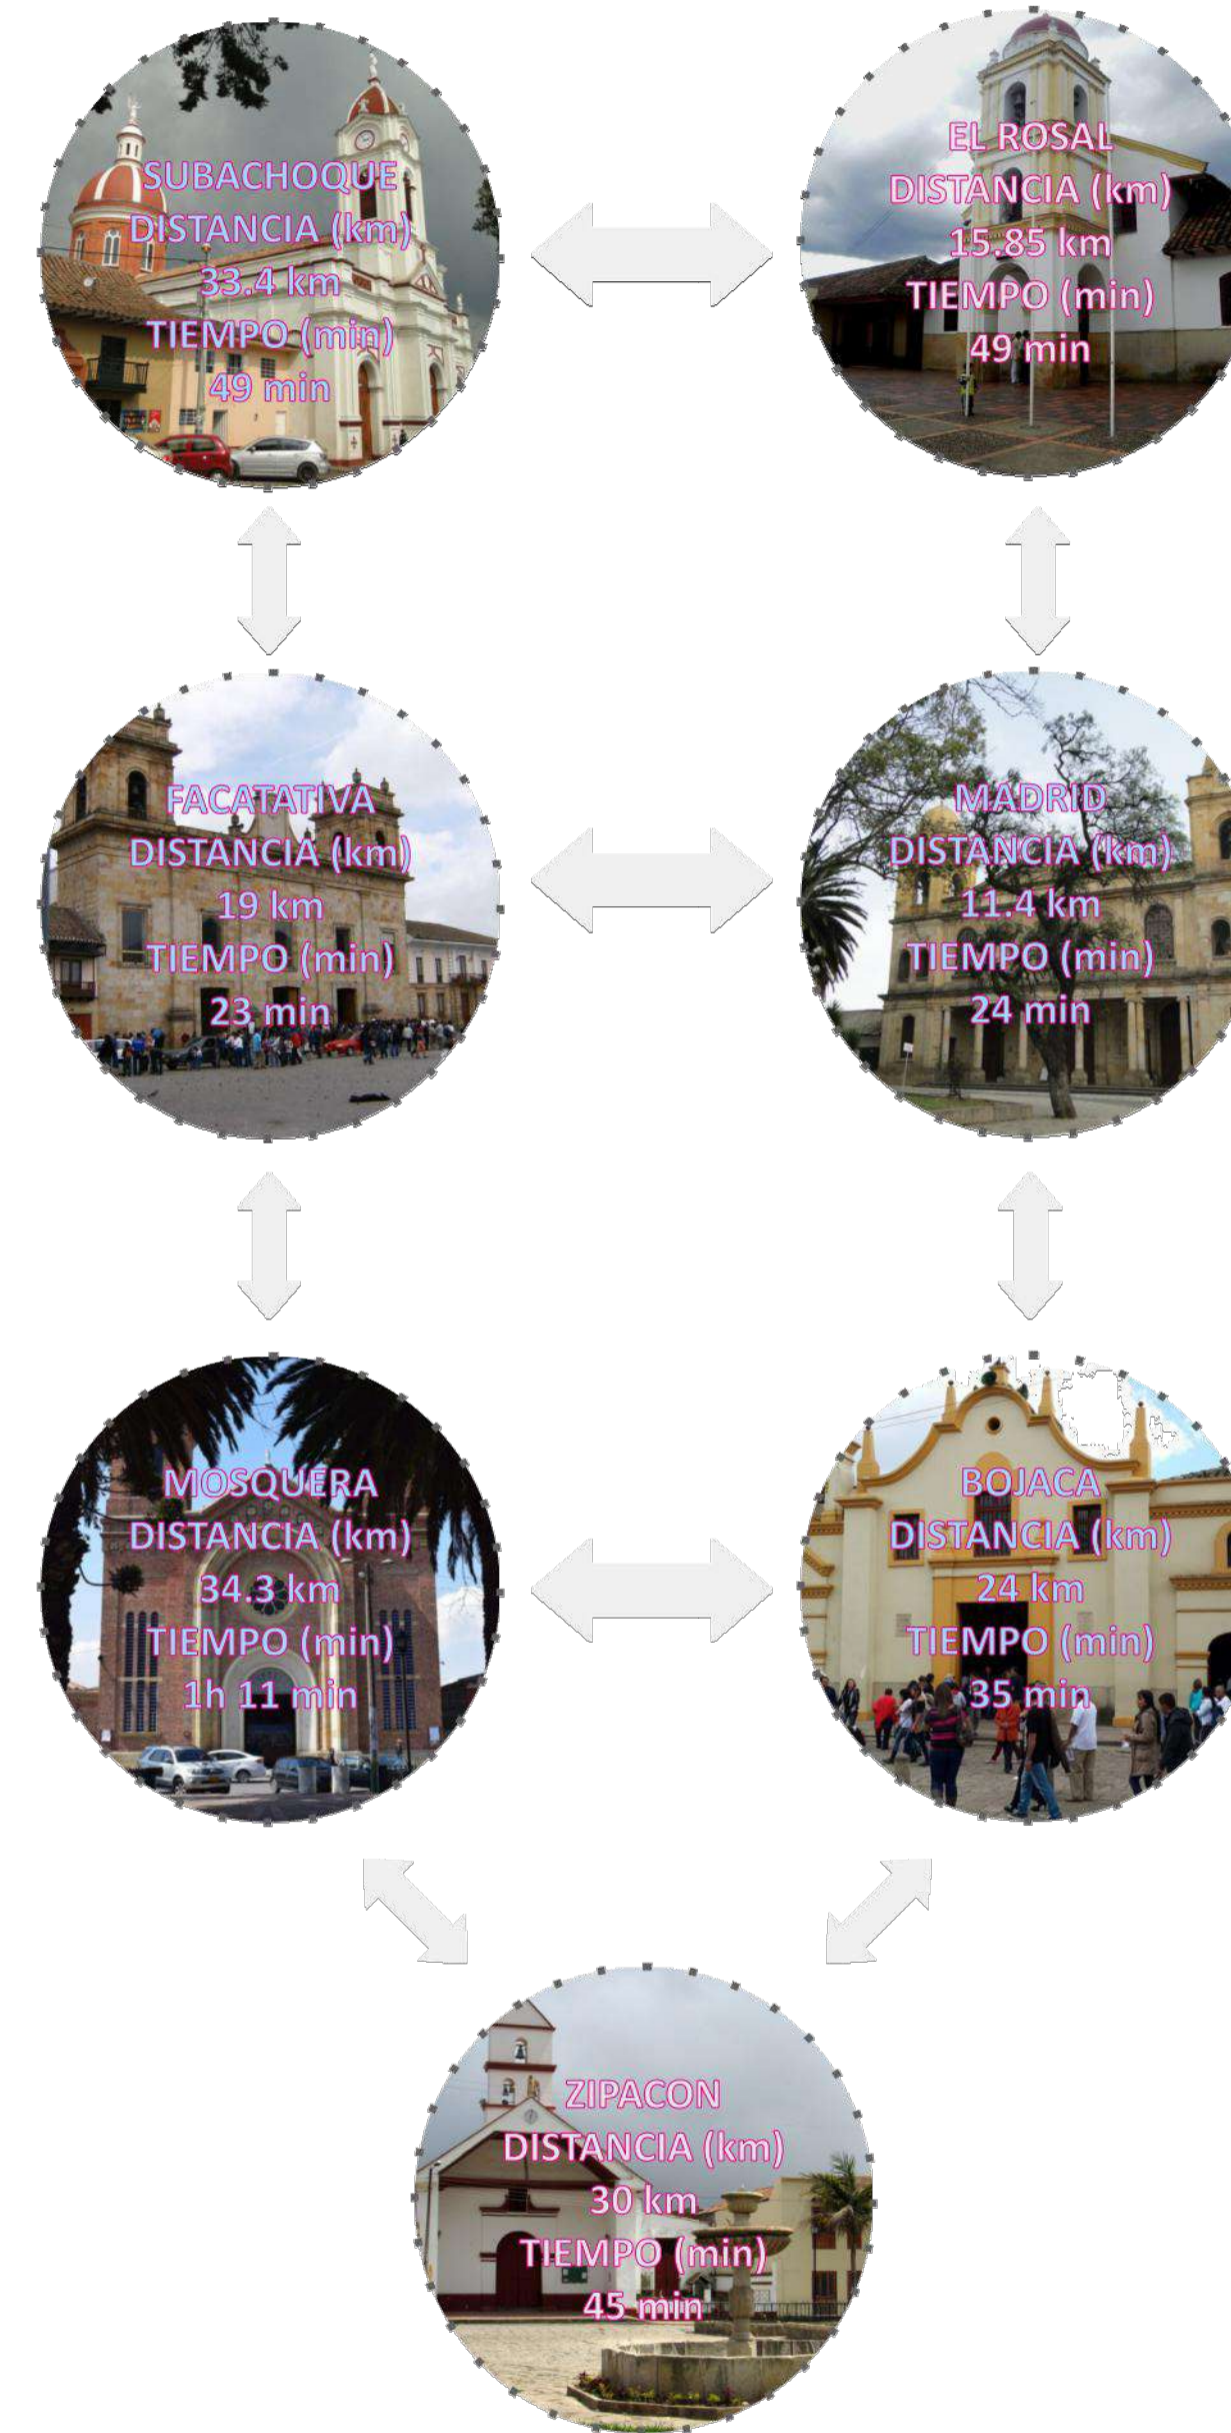 SUBACHOQUE
DISTANCIA (km)
33.4 km
TIEMPO (min)
49 min
EL ROSAL
DISTANCIA (km)
15.85 km
TIEMPO (min)
49 min
FACATATIVA
DISTANCIA (km)
19 km
TIEMPO (min)
23 min
MADRID
DISTANCIA (km)
11.4 km
TIEMPO (min)
24 min
MOSQUERA
DISTANCIA (km)
34.3 km
TIEMPO (min)
1h 11 min
BOJACA
DISTANCIA (km)
24 km
TIEMPO (min)
35 min
ZIPACON
DISTANCIA (km)
30 km
TIEMPO (min)
45 min